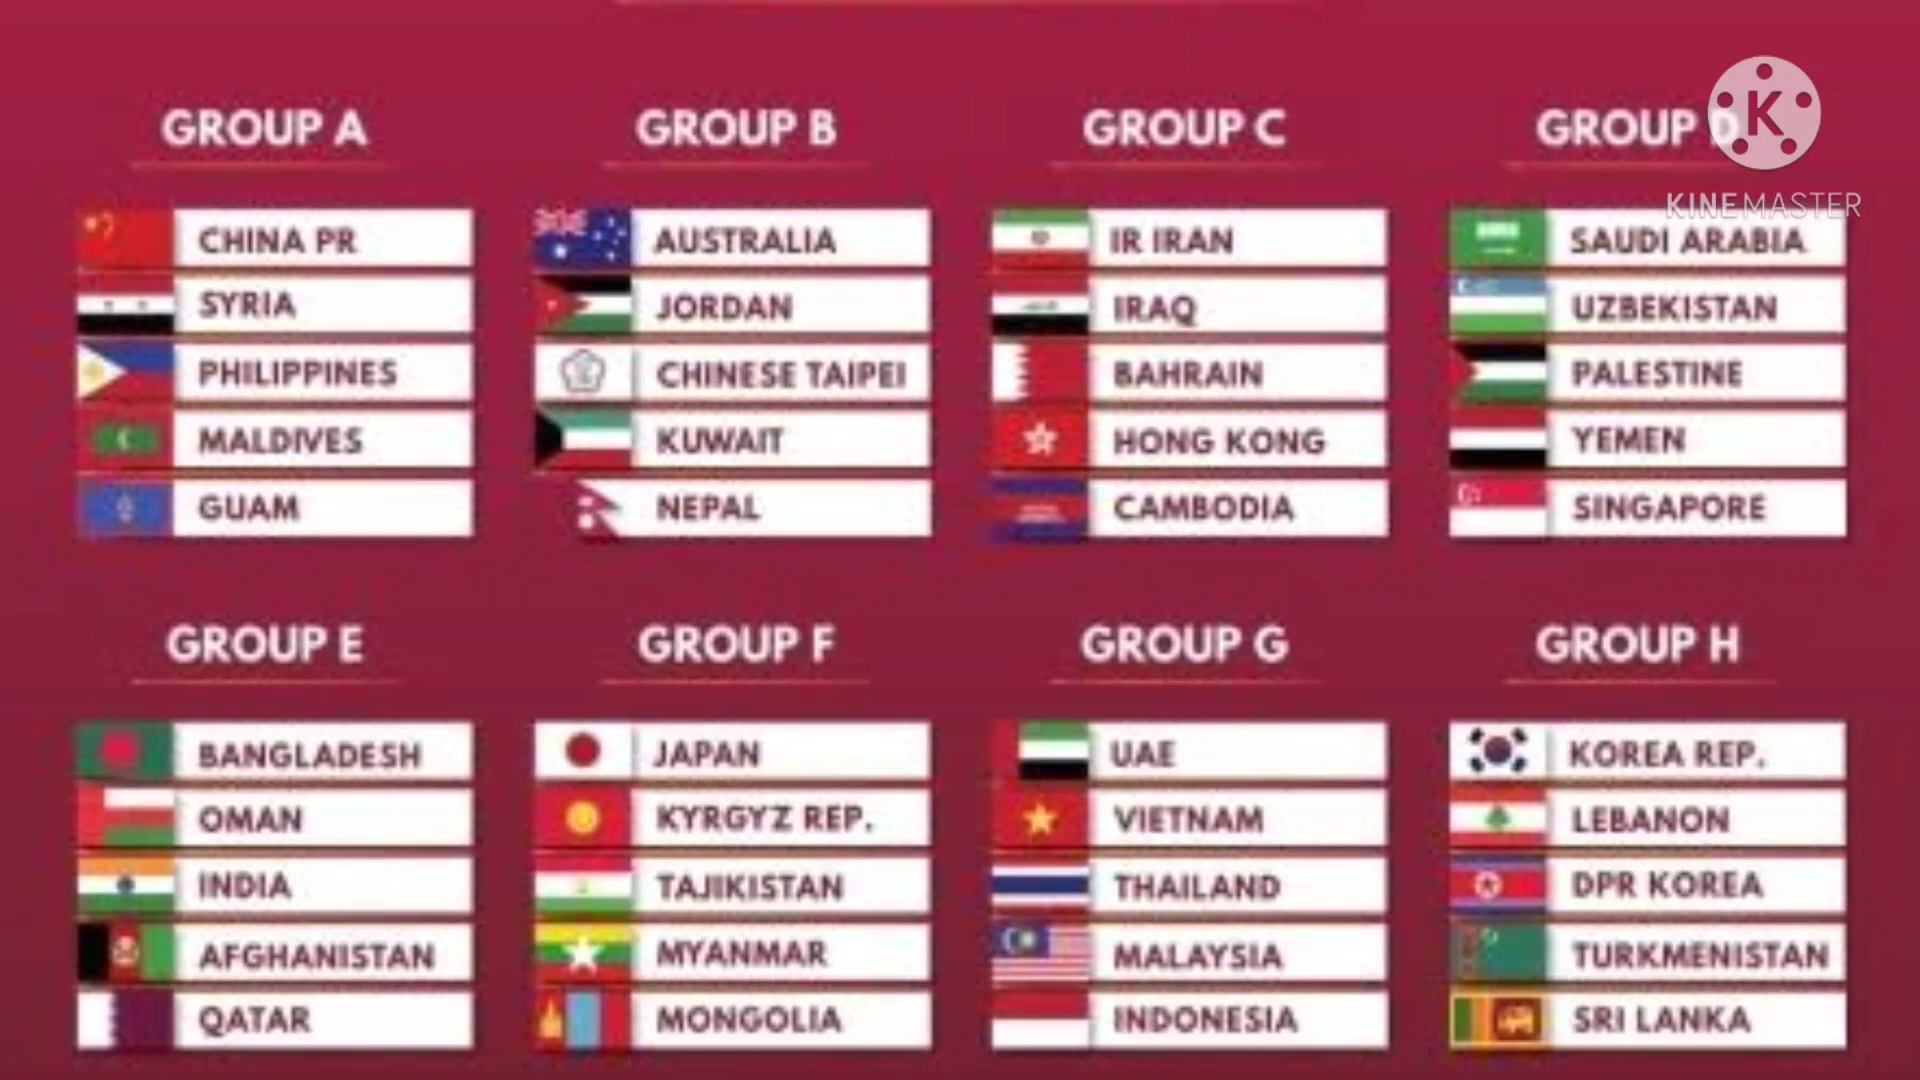 GROUP A
CHINA PR
SYRIA
PHILIPPINES
MALDIVES
GUAM
GROUP B
AUSTRALIA
JORDAN
CHINESE TAIPEI
KUWAIT
NEPAL
GROUP C
IR IRAN
IRAQ
BAHRAIN
HONG KONG
CAMBODIA
GROUP D
SAUDI ARABIA
UZBEKISTAN
PALESTINE
YEMEN
SINGAPORE
K
KINEMASTER
GROUP E
BANGLADESH
OMAN
INDIA
AFGHANISTAN
QATAR
GROUP F
JAPAN
KYRGYZ REP.
TAJIKISTAN
MYANMAR
MONGOLIA
GROUP G
UAE
VIETNAM
THAILAND
MALAYSIA
INDONESIA
GROUP H
KOREA REP.
LEBANON
DPR KOREA
TURKMENISTAN
SRI LANKA